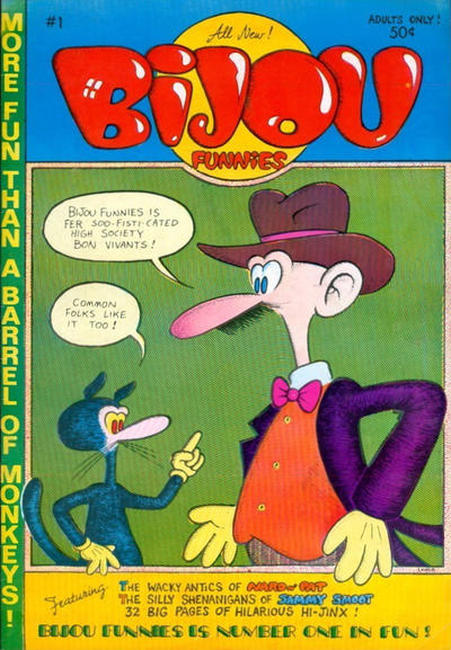 #1
All New!
ADULTS ONLY!
50¢
BIJOU
FUNNIES
MORE FUN THAN A BARREL OF MONKEYS!
BIJOU FUNNIES IS
FER SOO-FISTI-CATED
HIGH SOCIETY
BON VIVANTS!
COMMON
FOLKS LIKE
IT TOO!
Featuring:
THE WACKY ANTICS OF NARD N' PAT
THE SILLY SHENANIGANS OF SAMMY SMOOT
32 BIG PAGES OF HILARIOUS HI-JINX!
BIJOU FUNNIES IS NUMBER ONE IN FUN!